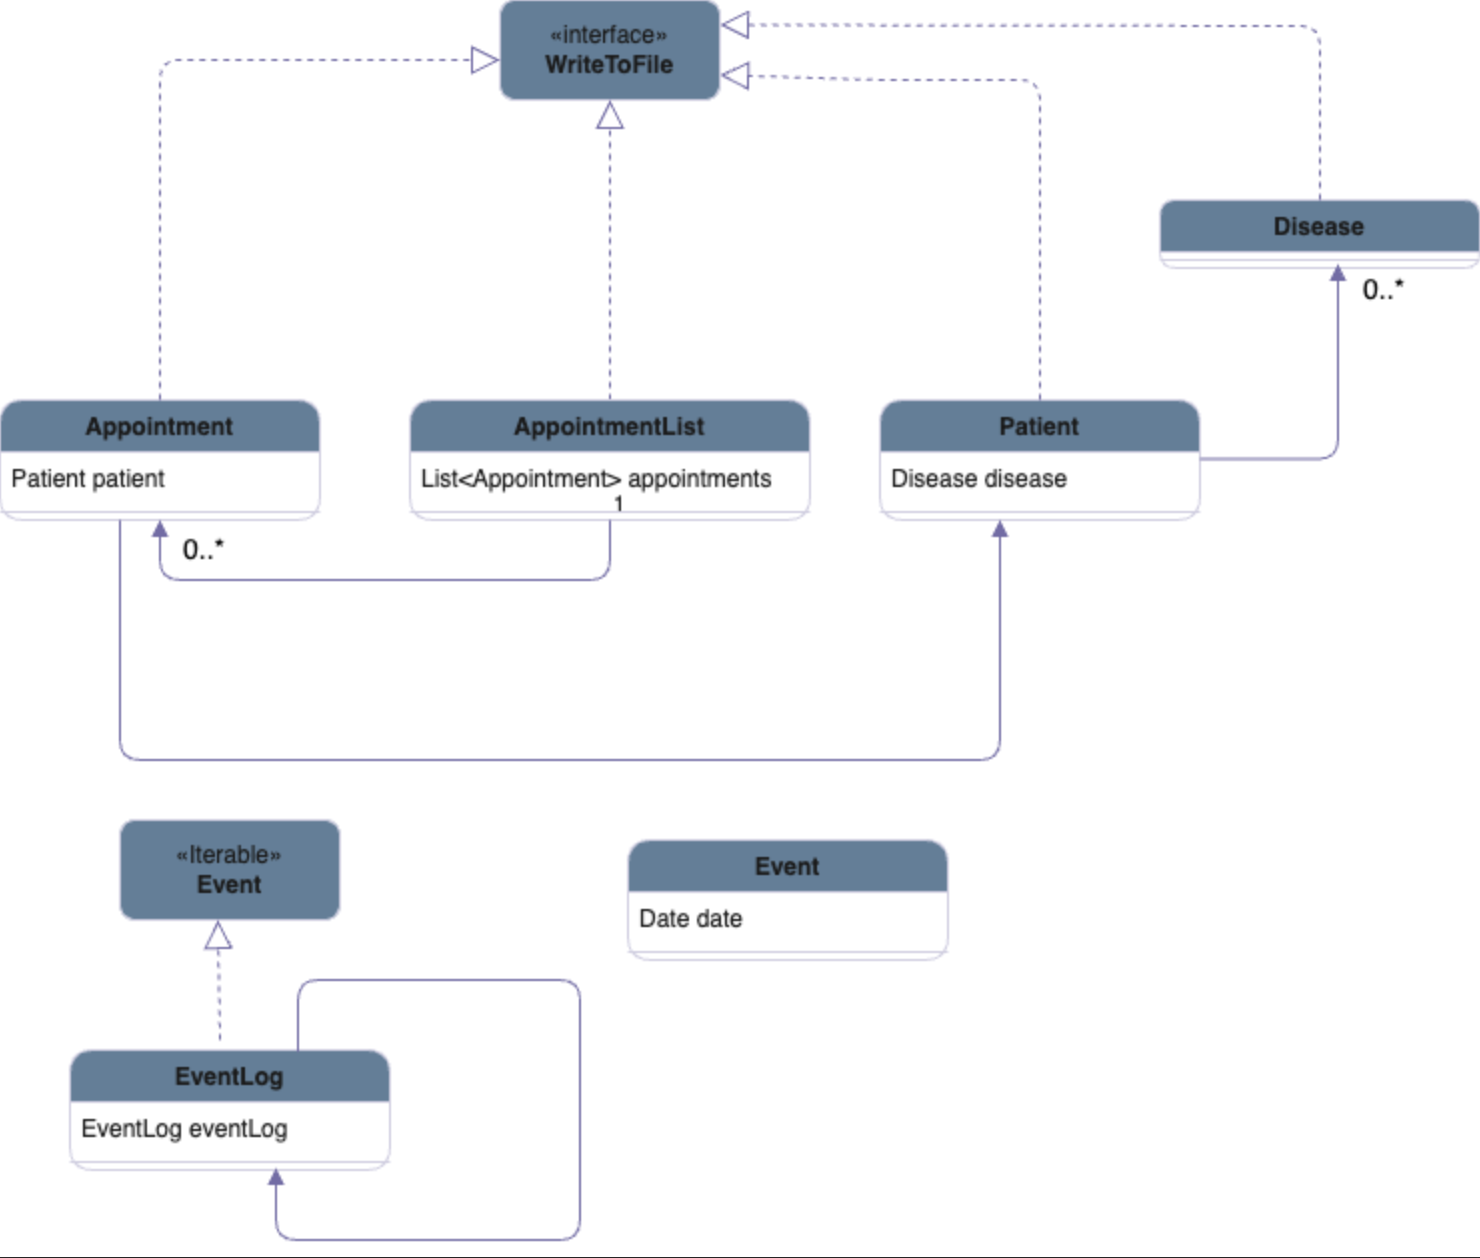 «interface»
WriteToFile
Disease
0..*
Appointment
Patient patient
AppointmentList
List<Appointment> appointments
1
Patient
Disease disease
0..*
«Iterable»
Event
Event
Date date
EventLog
EventLog eventLog